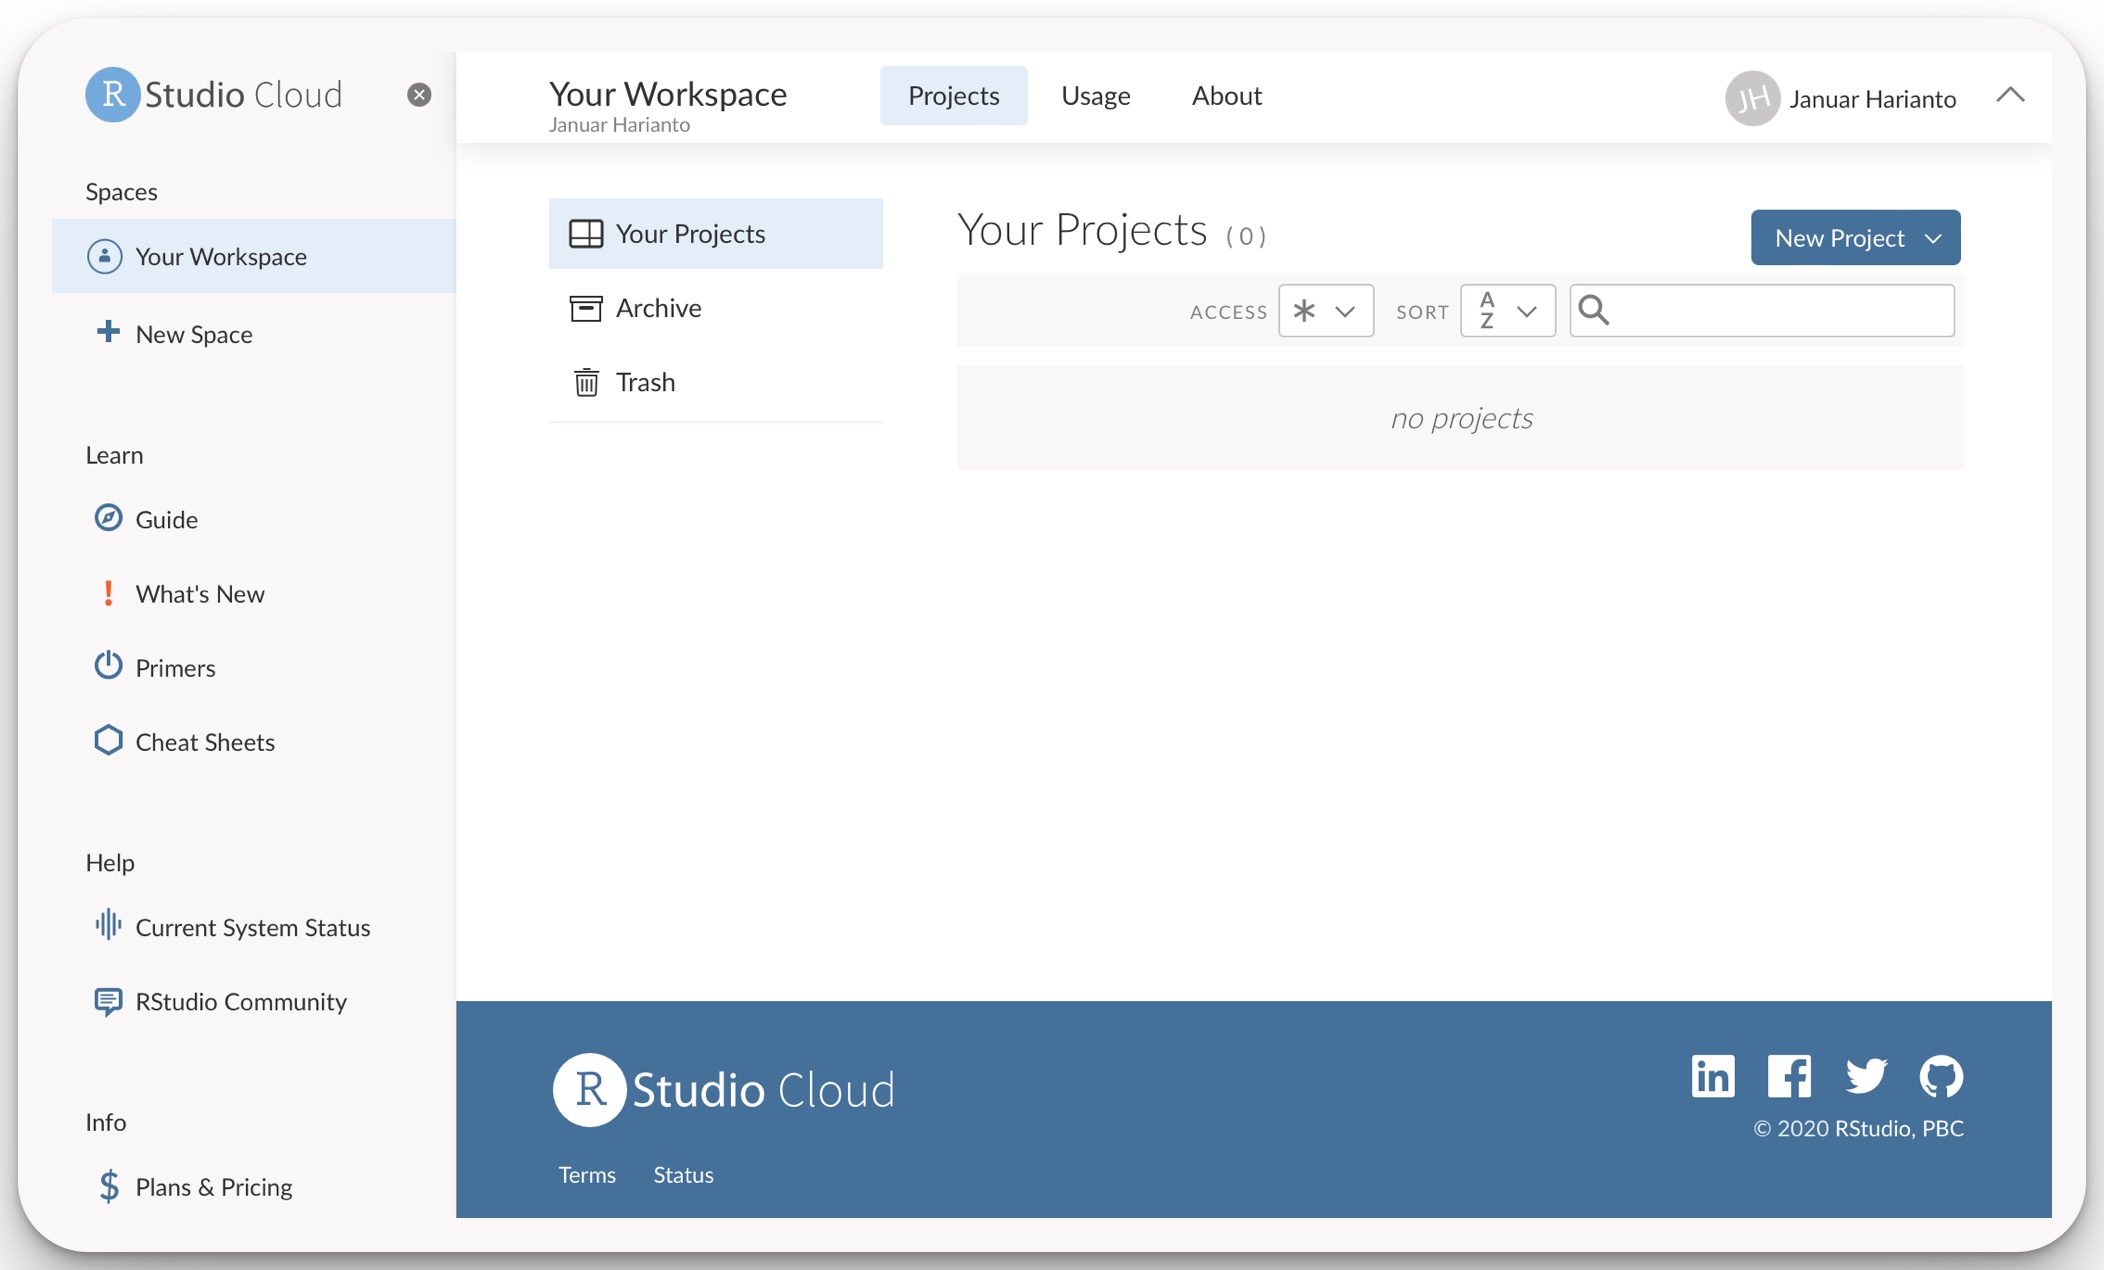 R Studio Cloud
Spaces
Your Workspace
New Space
Learn
Guide
What's New
Primers
Cheat Sheets
Help
Current System Status
RStudio Community
Info
Plans & Pricing
Your Workspace
Januar Harianto
Projects
Usage
About
JH
Januar Harianto
Your Projects
Archive
Trash
Your Projects (0)
New Project
ACCESS
SORT
A
Z
no projects
R Studio Cloud
Terms
Status
in
© 2020 RStudio, PBC